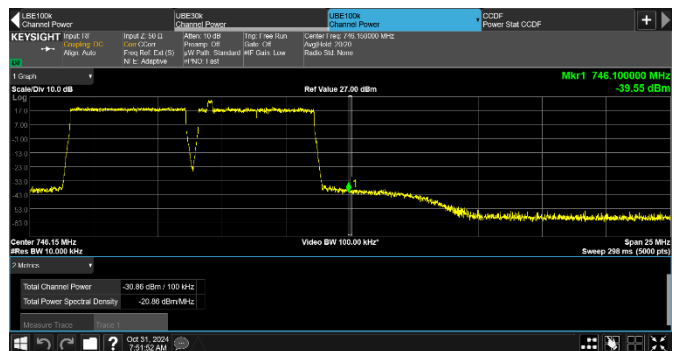 LBE100k
Channel Power
UBE30k
Channel Power
UBE100k
Channel Power
CCDF
Power Stat CCDF
KEYSIGHT
Input: RF
Coupling: DC
Align: Auto
Input Z: 50 Ω
Corr CCorr
Freq Ref: Ext (S)
NFE: Adaptive
Atten: 10 dB
Preamp: Off
µW Path: Standard
#PNO: Fast
Trig: Free Run
Gate: Off
#IF Gain: Low
Center Freq: 746.150000 MHz
Avg|Hold: 20/20
Radio Std: None
1 Graph
Mkr1 746.100000 MHz
-39.55 dBm
Scale/Div 10.0 dB
Ref Value 27.00 dBm
Log
17.0
7.00
-3.00
-13.0
-23.0
-33.0
-43.0
-53.0
-63.0
1
Center 746.15 MHz
Video BW 100.00 kHz*
Span 25 MHz
#Res BW 10.000 kHz
Sweep 298 ms (5000 pts)
2 Metrics
Total Channel Power
-30.86 dBm / 100 kHz
Total Power Spectral Density
-20.86 dBm/MHz
Measure Trace
Trace 1
Oct 31, 2024
7:51:52 AM